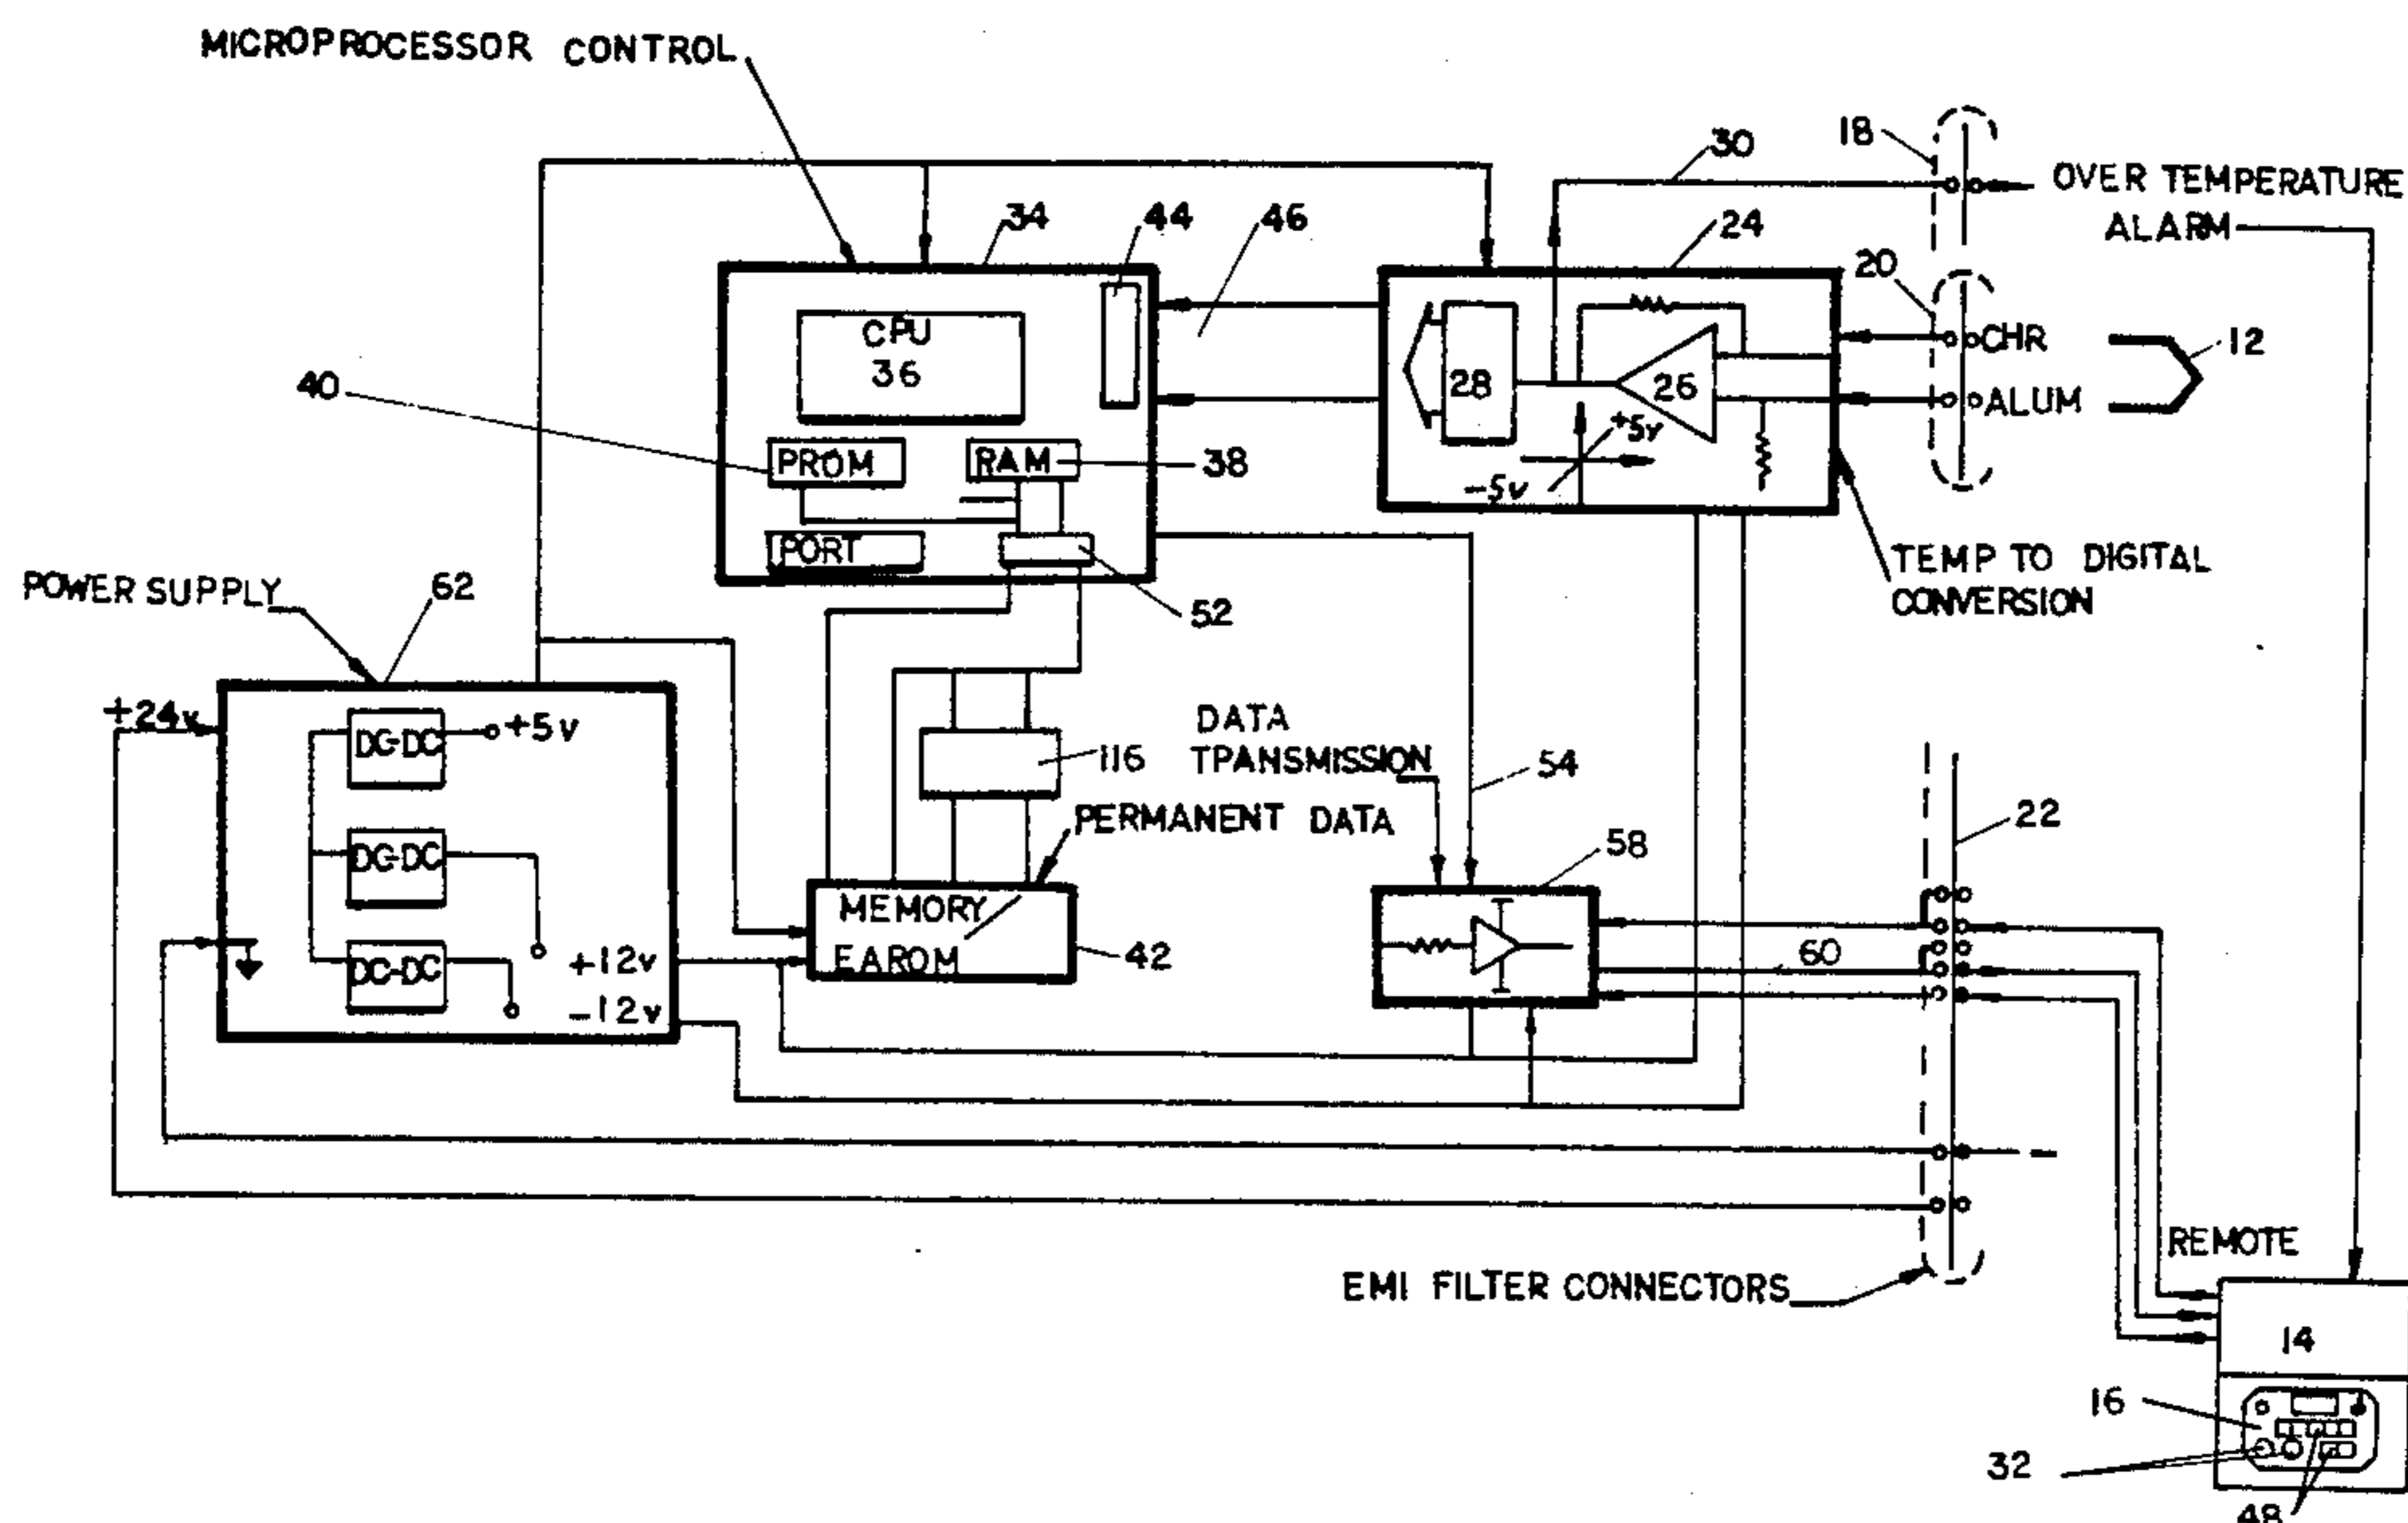 MICROPROCESSOR CONTROL
18
30
OVER TEMPERATURE
ALARM
34
44
46
24
20
CPU
36
28
26
CHR
12
ALUM
40
+5v
PROM
RAM
38
-5v
PORT
TEMP TO DIGITAL
CONVERSION
POWER SUPPLY
62
52
+24v
DC-DC
+5v
DATA
TPANSMISSION
116
54
PERMANENT DATA
22
DC-DC
58
MEMORY
EAROM
42
60
DC-DC
+12v
-12v
-
REMOTE
EMI FILTER CONNECTORS
14
16
32
48